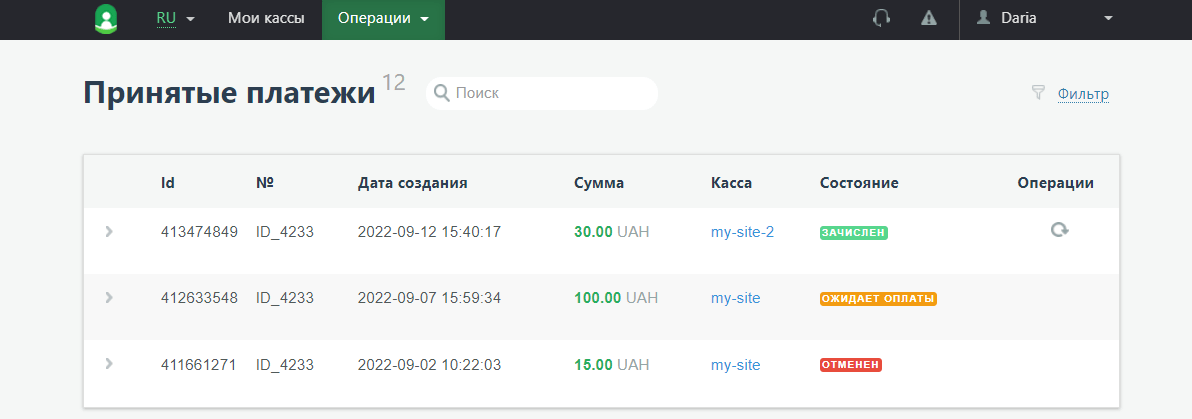 RU Мои кассы Операции Daria
Принятые платежи 12 Поиск Фильтр
Id № Дата создания Сумма Касса Состояние Операции
413474849 ID_4233 2022-09-12 15:40:17 30.00 UAH my-site-2 ЗАЧИСЛЕН
412633548 ID_4233 2022-09-07 15:59:34 100.00 UAH my-site ОЖИДАЕТ ОПЛАТЫ
411661271 ID_4233 2022-09-02 10:22:03 15.00 UAH my-site ОТМЕНЕН